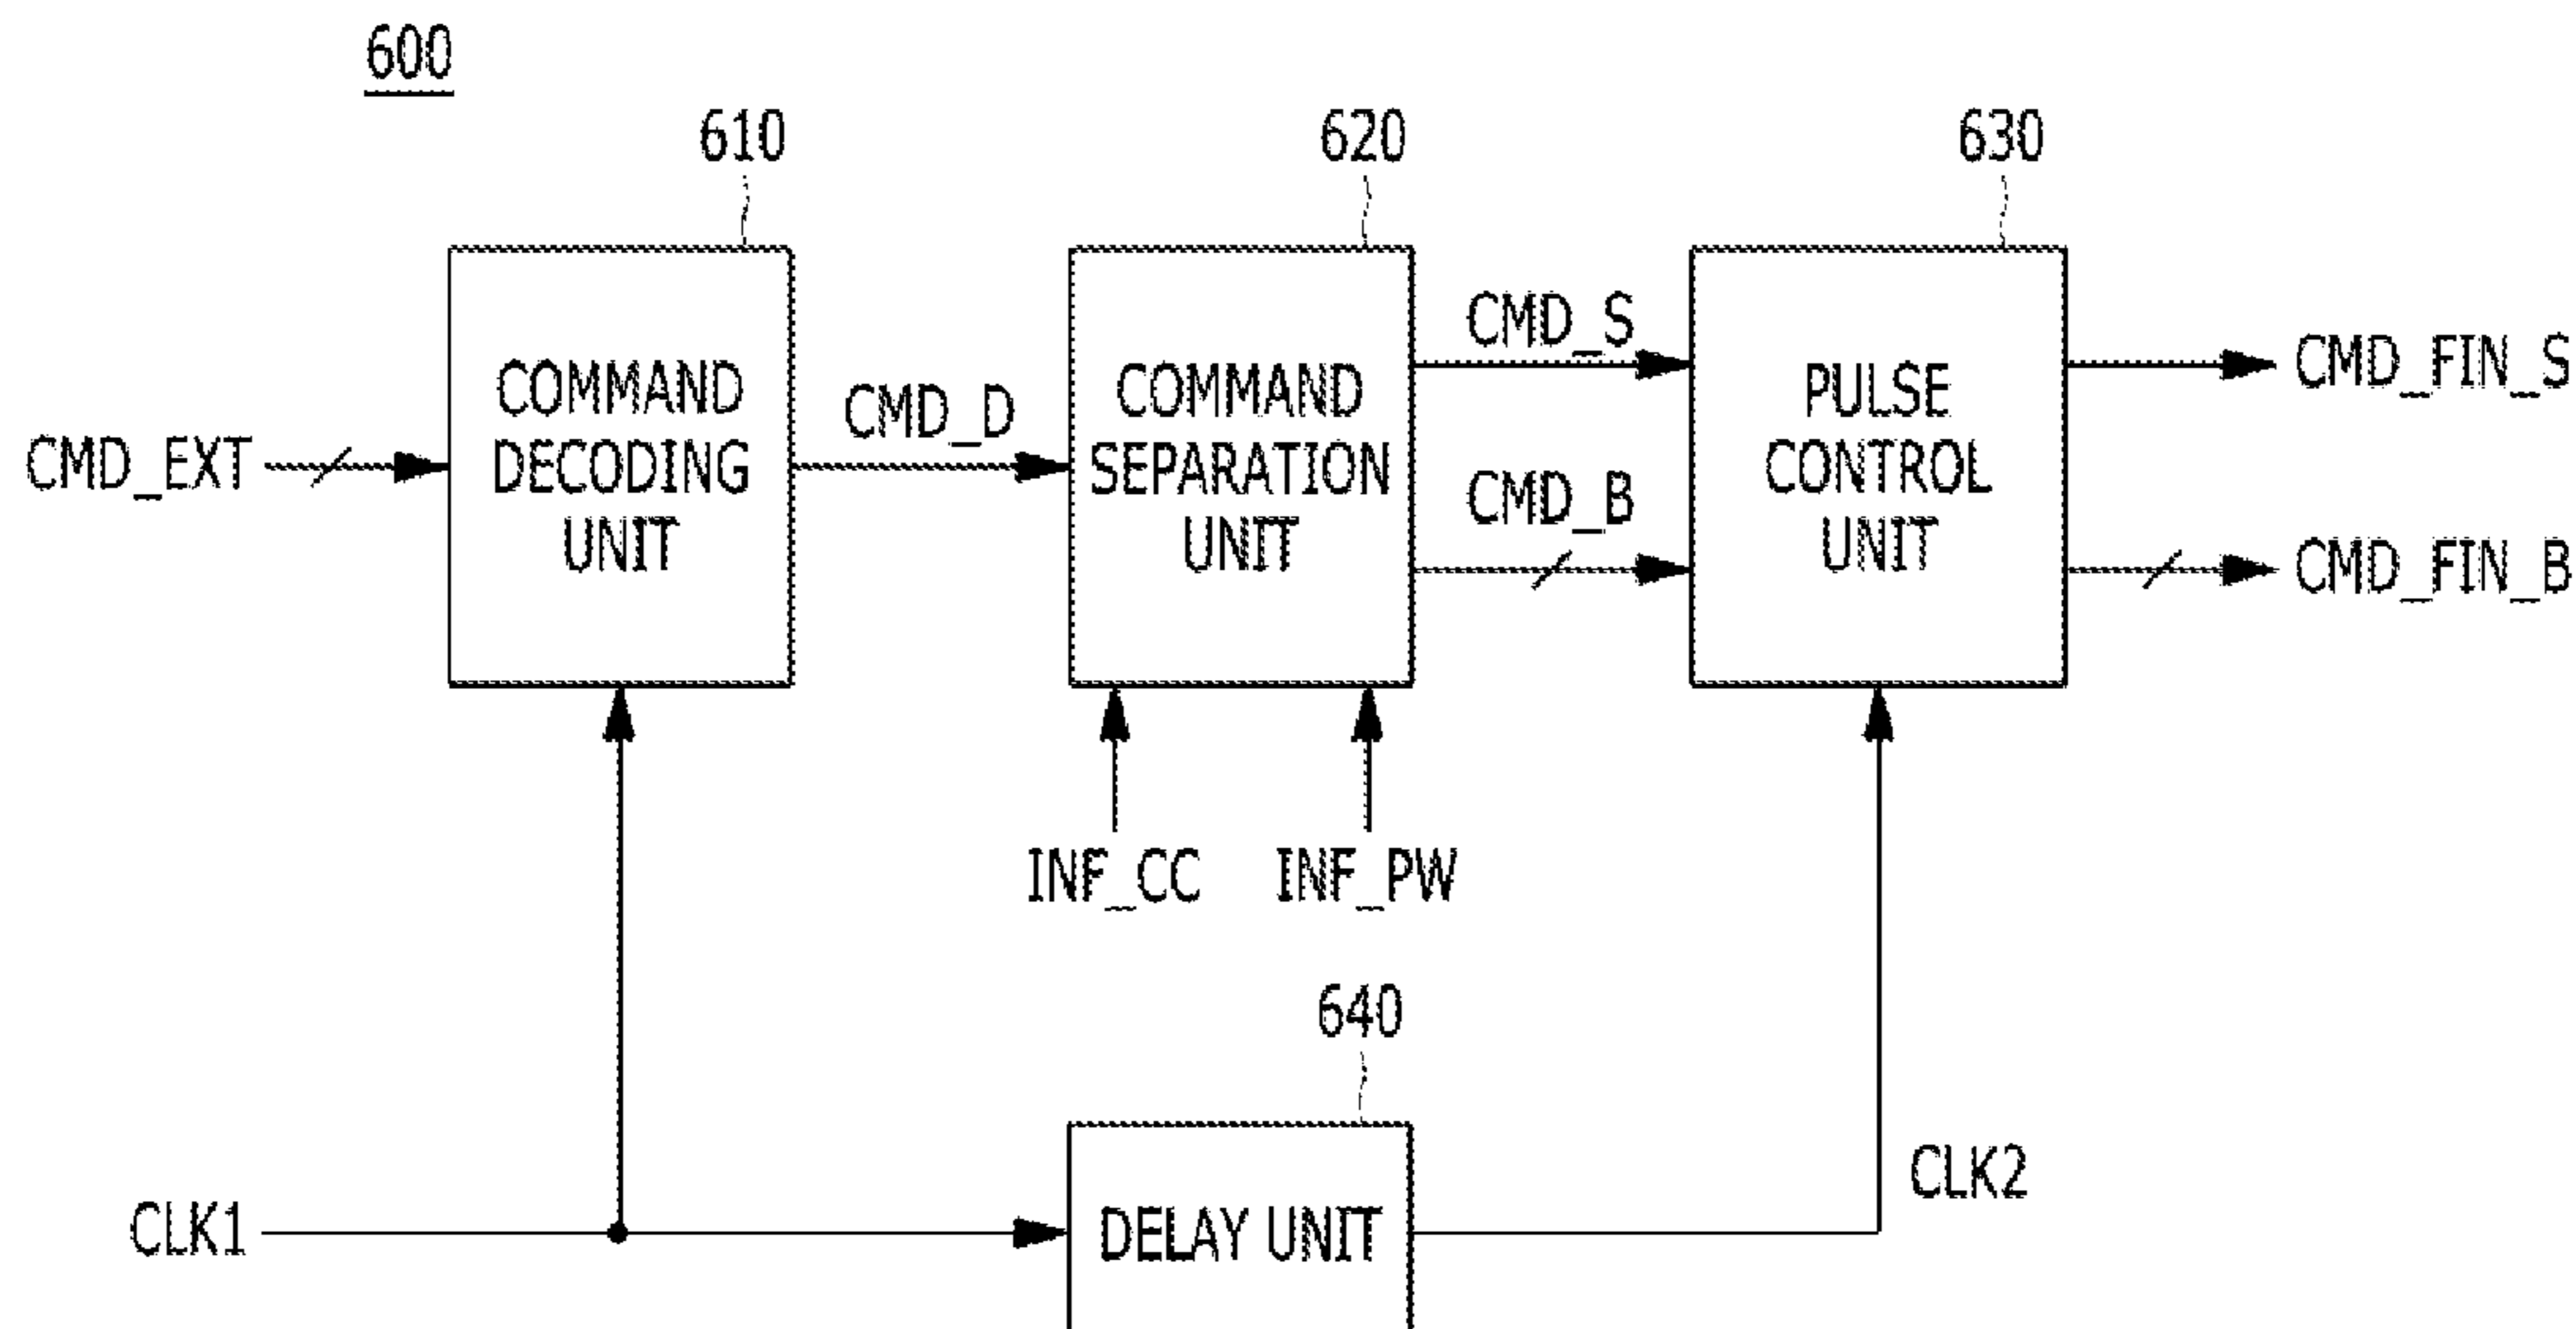 600
610
620
630
CMD_EXT
COMMAND
DECODING
UNIT
CMD_D
COMMAND
SEPARATION
UNIT
CMD_S
CMD_B
PULSE
CONTROL
UNIT
CMD_FIN_S
CMD_FIN_B
INF_CC
INF_PW
640
CLK1
DELAY UNIT
CLK2